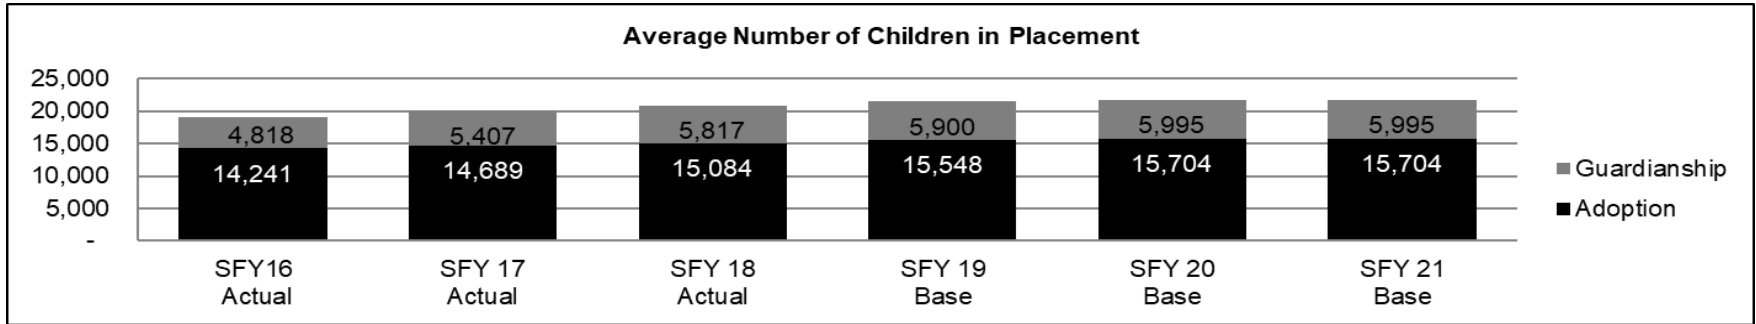 Average Number of Children in Placement
25,000
20,000
15,000
10,000
5,000
-
4,818
5,407
5,817
5,900
5,995
5,995
14,241
14,689
15,084
15,548
15,704
15,704
Guardianship
Adoption
SFY16
Actual
SFY 17
Actual
SFY 18
Actual
SFY 19
Base
SFY 20
Base
SFY 21
Base